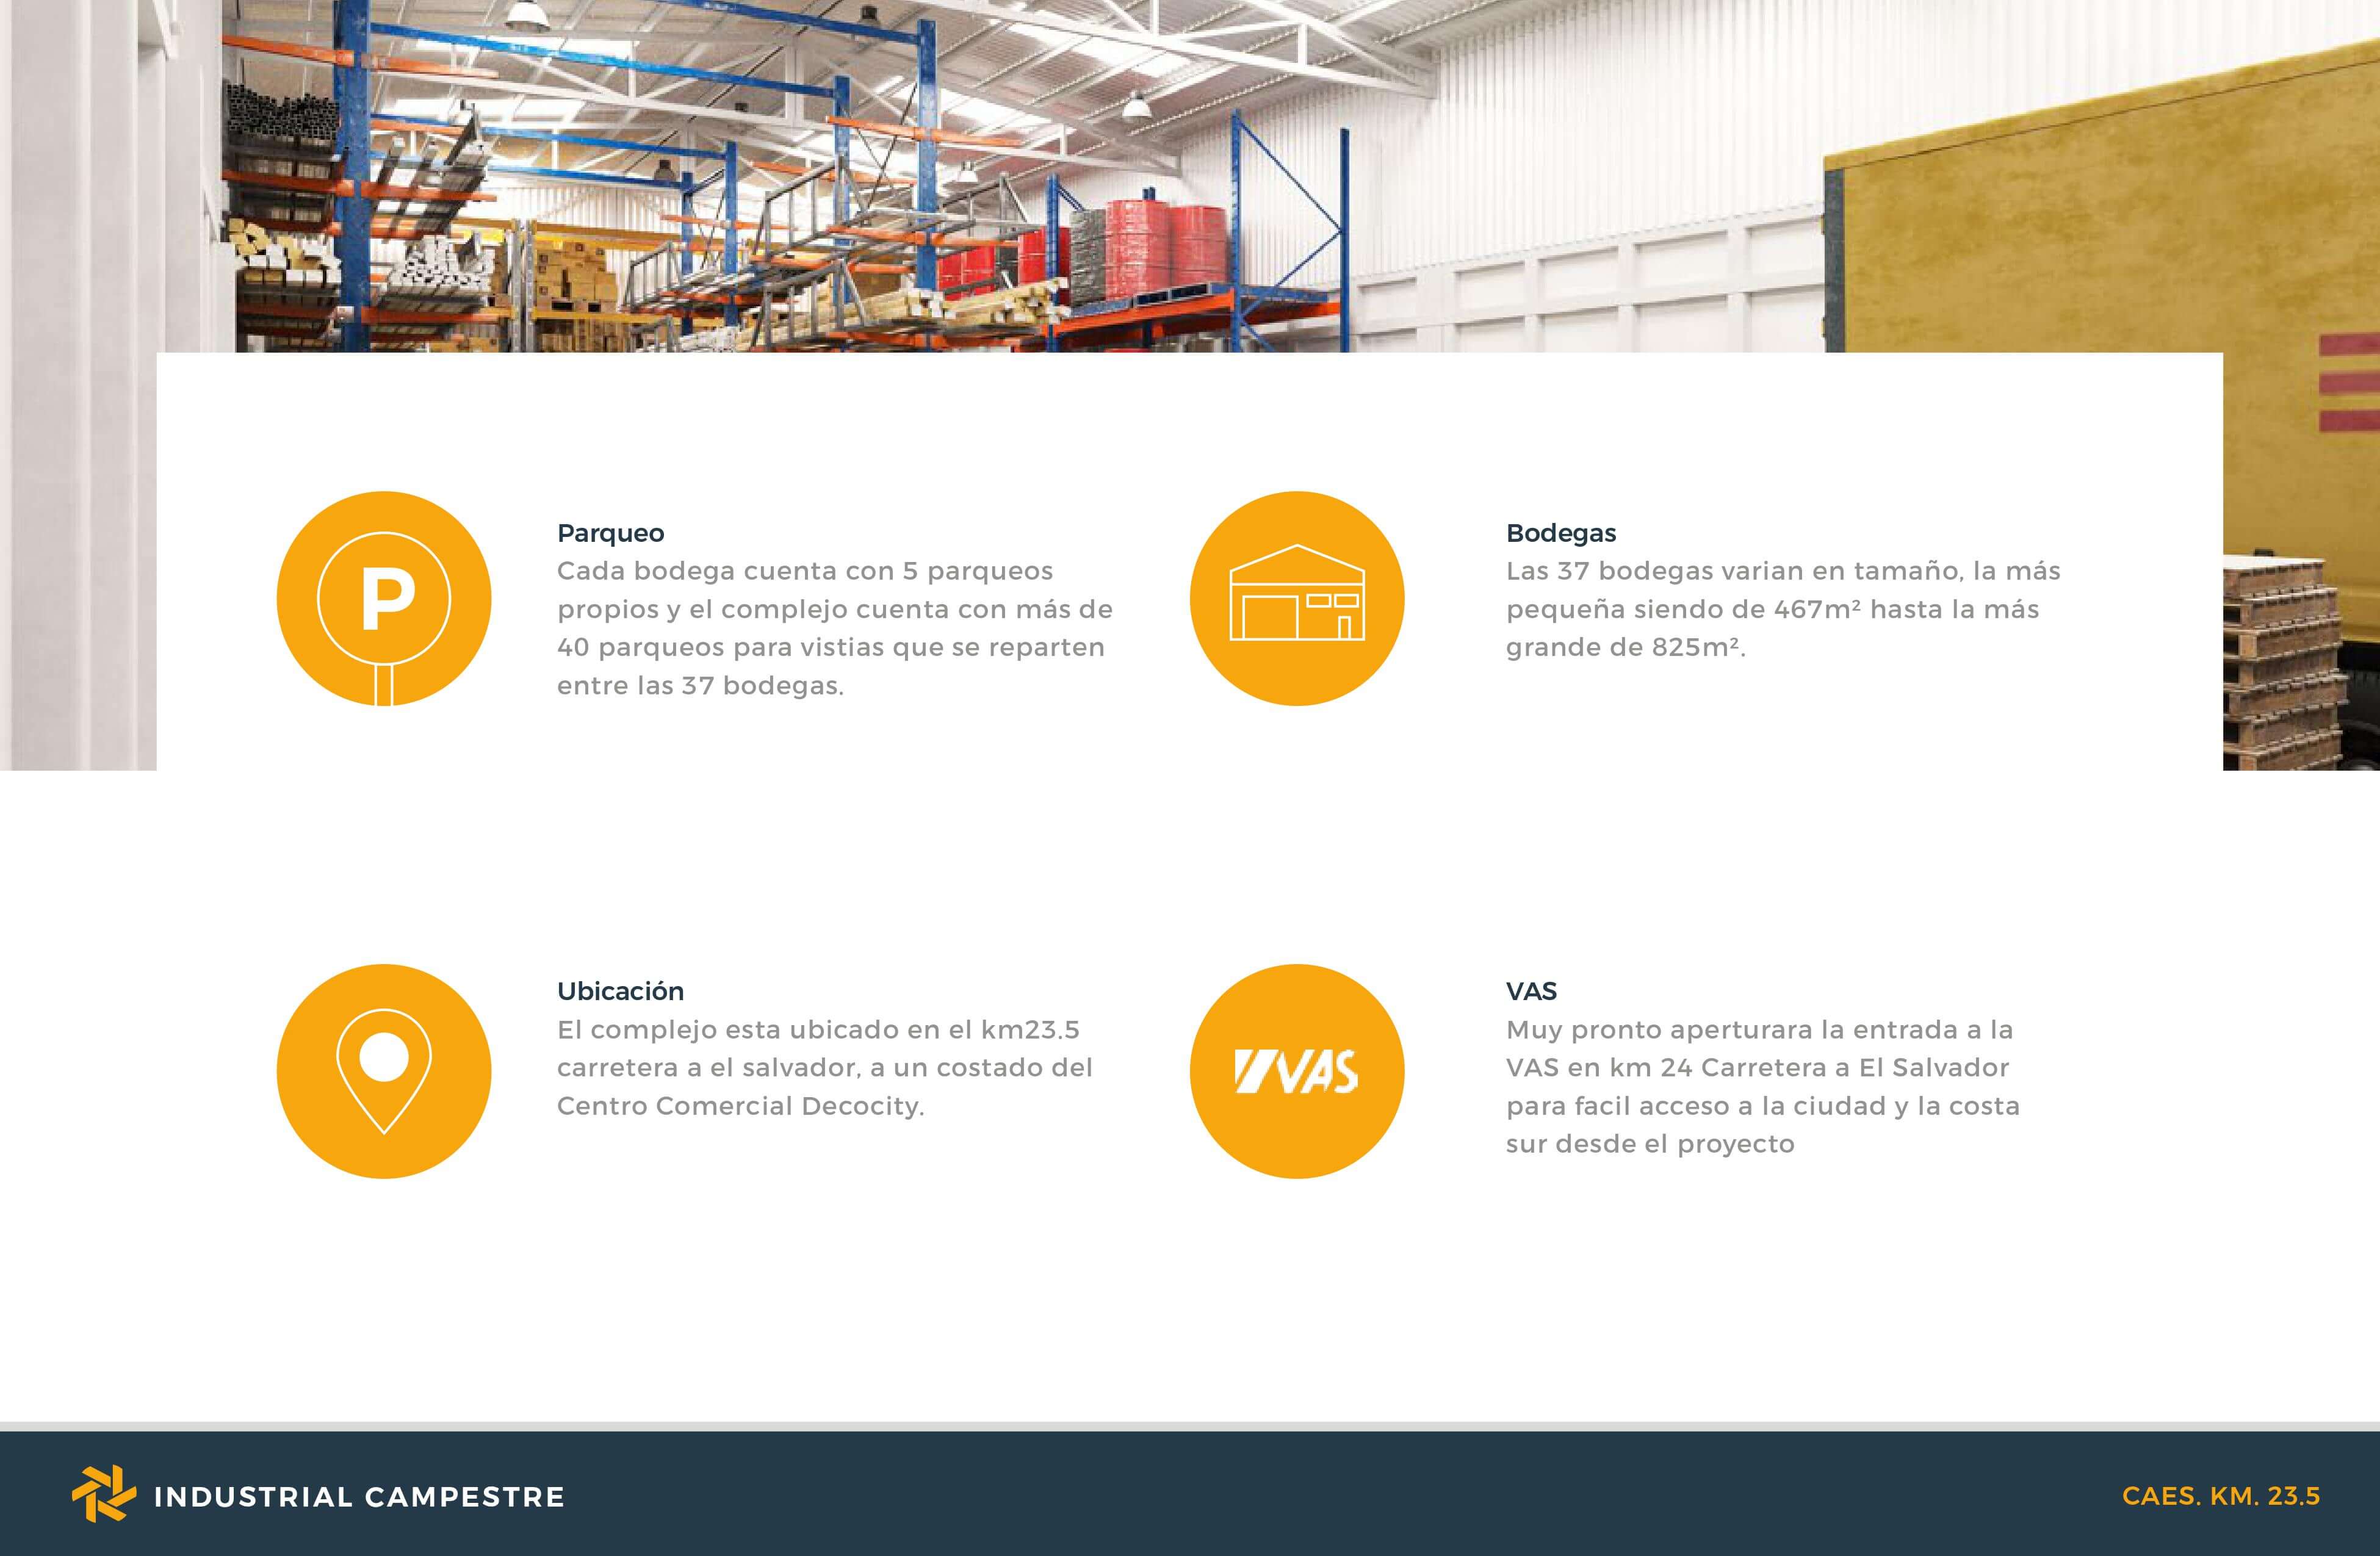 P
Parqueo
Cada bodega cuenta con 5 parqueos
propios y el complejo cuenta con más de
40 parqueos para vistias que se reparten
entre las 37 bodegas.
Bodegas
Las 37 bodegas varian en tamaño, la más
pequeña siendo de 467m² hasta la más
grande de 825m².
Ubicación
El complejo esta ubicado en el km23.5
carretera a el salvador, a un costado del
Centro Comercial Decocity.
VAS
VAS
Muy pronto aperturara la entrada a la
VAS en km 24 Carretera a El Salvador
para facil acceso a la ciudad y la costa
sur desde el proyecto
INDUSTRIAL CAMPESTRE
CAES. KM. 23.5